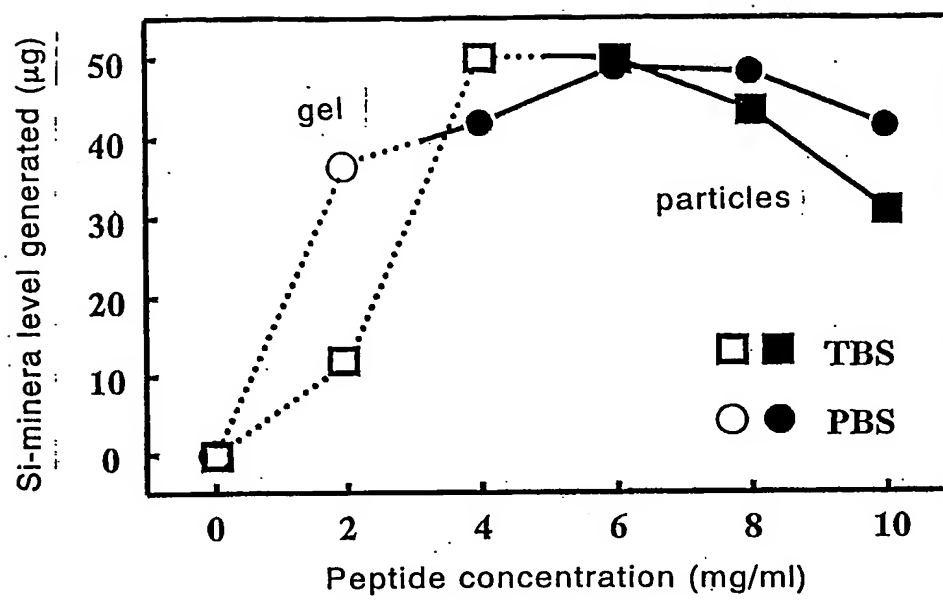 Si-minera level generated (µg)
50
40
30
20
10
0
gel
particles
TBS
PBS
0 2 4 6 8 10
Peptide concentration (mg/ml)